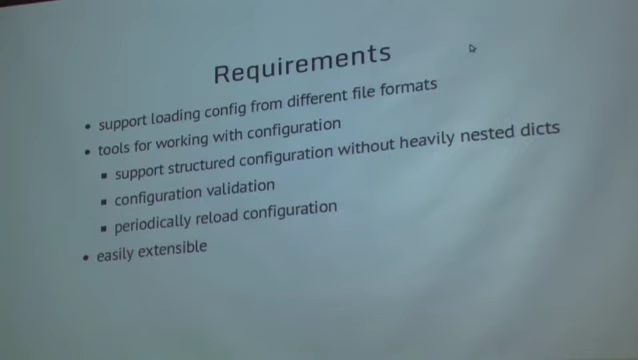 Requirements
• support loading config from different file formats
• tools for working with configuration
▪ support structured configuration without heavily nested dicts
▪ configuration validation
▪ periodically reload configuration
• easily extensible